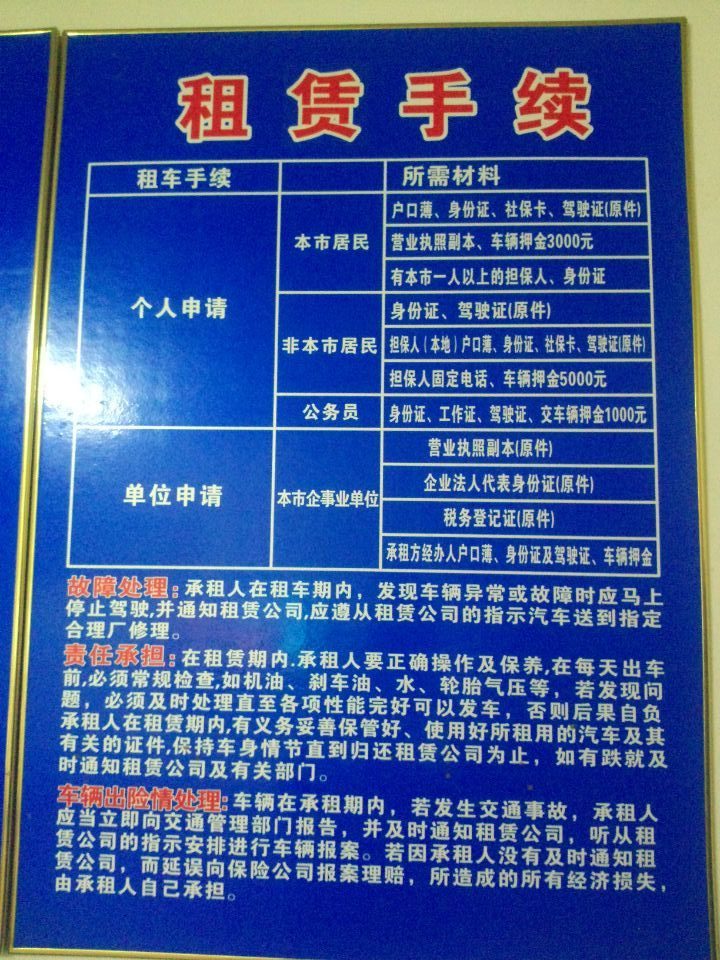 租赁手续
租车手续 所需材料
个人申请
本市居民
户口薄、身份证、社保卡、驾驶证(原件)
营业执照副本、车辆押金3000元
有本市一人以上的担保人、身份证
非本市居民
身份证、驾驶证(原件)
担保人（本地）户口薄、身份证、社保卡、驾驶证(原件)
担保人固定电话、车辆押金5000元
公务员
身份证、工作证、驾驶证、交车辆押金1000元
单位申请
本市企事业单位
营业执照副本(原件)
企业法人代表身份证(原件)
税务登记证(原件)
承租方经办人户口薄、身份证及驾驶证、车辆押金
故障处理:承租人在租车期内，发现车辆异常或故障时应马上
停止驾驶,并通知租赁公司,应遵从租赁公司的指示汽车送到指定
合理厂修理。
责任承担:在租赁期内.承租人要正确操作及保养,在每天出车
前,必须常规检查,如机油、刹车油、水、轮胎气压等，若发现问
题，必须及时处理直至各项性能完好可以发车，否则后果自负
承租人在租赁期内,有义务妥善保管好、使用好所租用的汽车及其
有关的证件,保持车身情节直到归还租赁公司为止，如有跌就及
时通知租赁公司及有关部门。
车辆出险情处理:车辆在承租期内，若发生交通事故，承租人
应当立即向交通管理部门报告，并及时通知租赁公司，听从租
赁公司的指示安排进行车辆报案。若因承租人没有及时通知租
赁公司，而延误向保险公司报案理赔，所造成的所有经济损失，
由承租人自己承担。